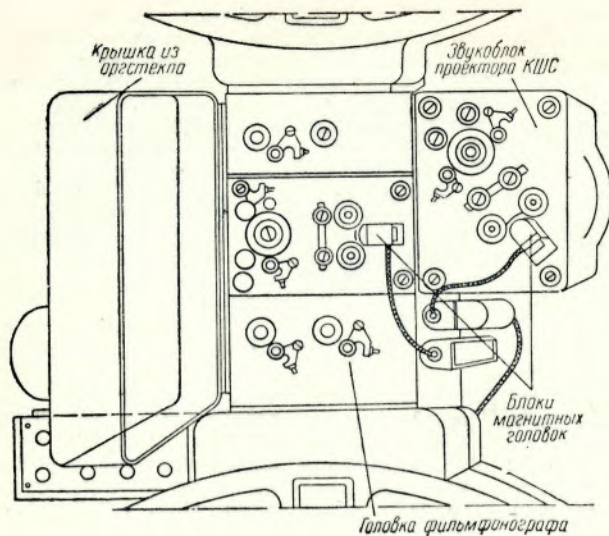 Крышка из
оргстекла
Звукоблок
проектора КШС
Блоки
магнитных
головок
Головка фильмфонографа